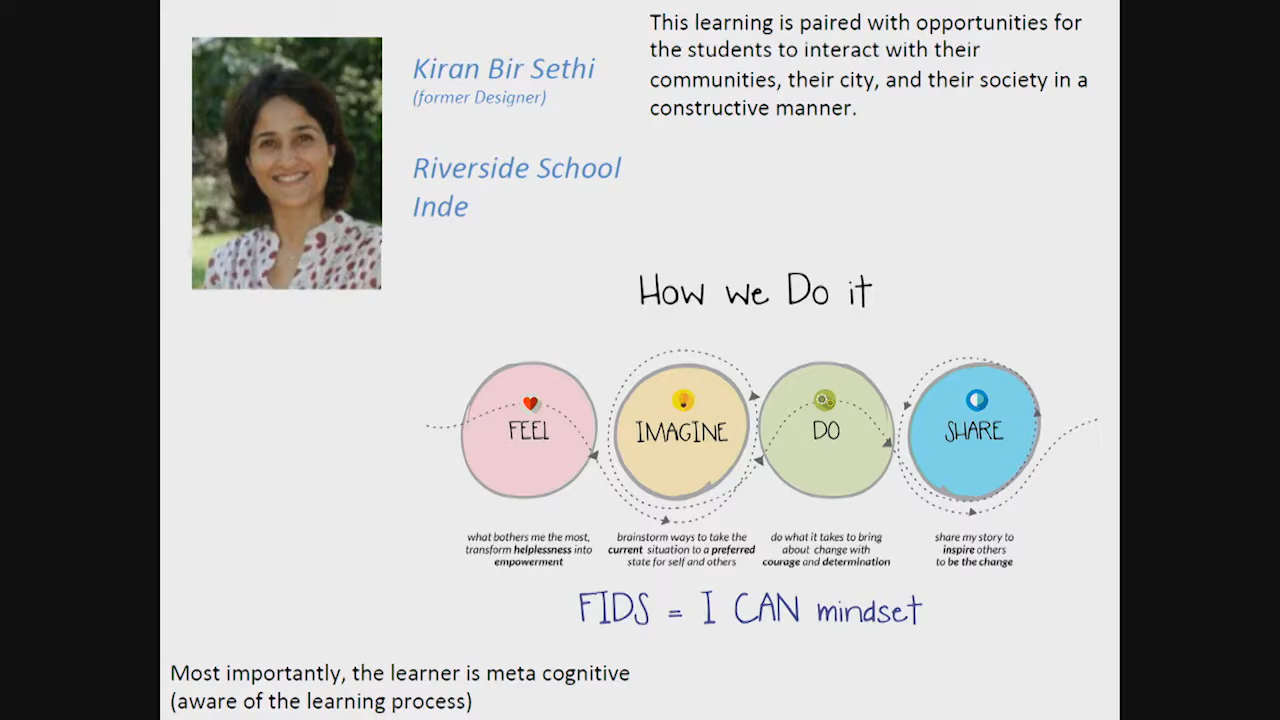 Kiran Bir Sethi
(former Designer)
Riverside School
Inde
This learning is paired with opportunities for
the students to interact with their
communities, their city, and their society in a
constructive manner.
How we Do it
FEEL
IMAGINE
DO
SHARE
what bothers me the most,
transform helplessness into
empowerment
brainstorm ways to take the
current situation to a preferred
state for self and others
do what it takes to bring
about change with
courage and determination
share my story to
inspire others
to be the change
FIDS = I CAN mindset
Most importantly, the learner is meta cognitive
(aware of the learning process)